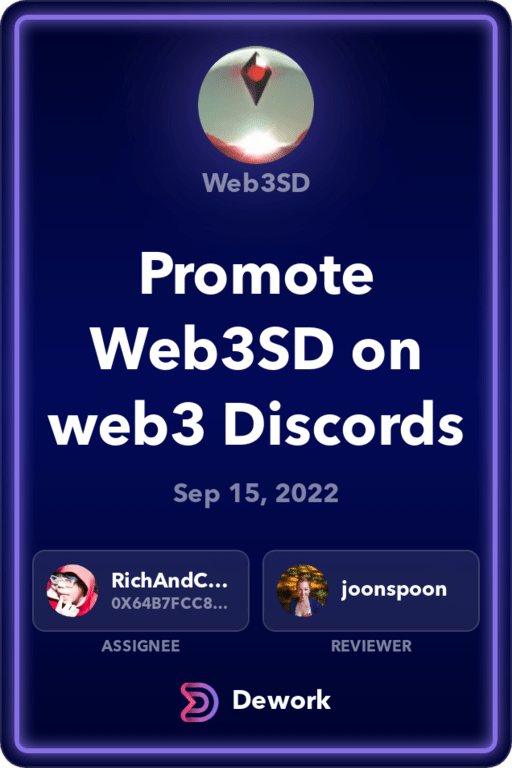 Web3SD
Promote
Web3SD on
web3 Discords
Sep 15, 2022
RichAndC...
0X64B7FCC8...
ASSIGNEE
joonspoon
REVIEWER
Dework